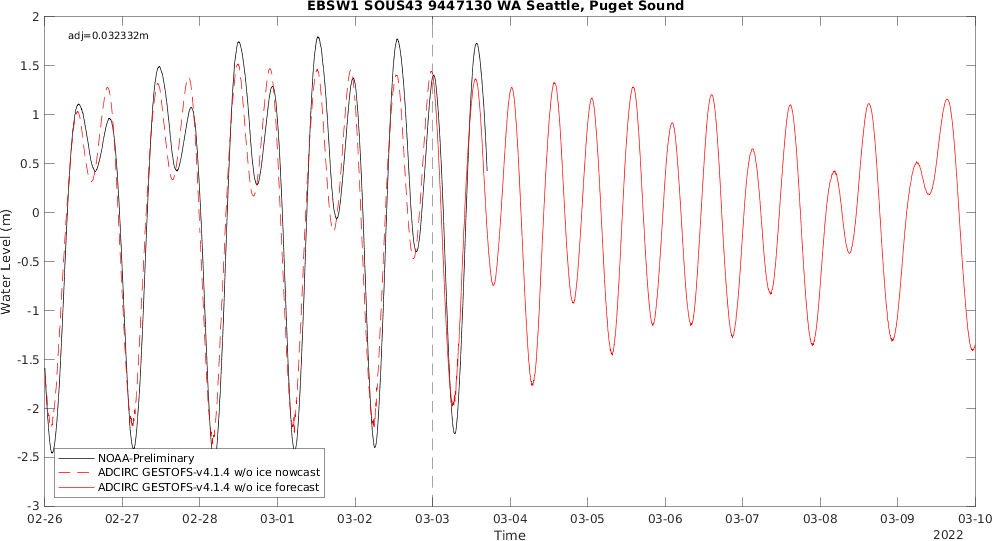 EBSW1 SOUS43 9447130 WA Seattle, Puget Sound
adj=0.032332m
2
1.5
1
0.5
0
-0.5
-1
-1.5
-2
-2.5
-3
Water Level (m)
NOAA-Preliminary
ADCIRC GESTOFS-v4.1.4 w/o ice nowcast
ADCIRC GESTOFS-v4.1.4 w/o ice forecast
02-26 02-27 02-28 03-01 03-02 03-03 03-04 03-05 03-06 03-07 03-08 03-09 03-10
Time
2022